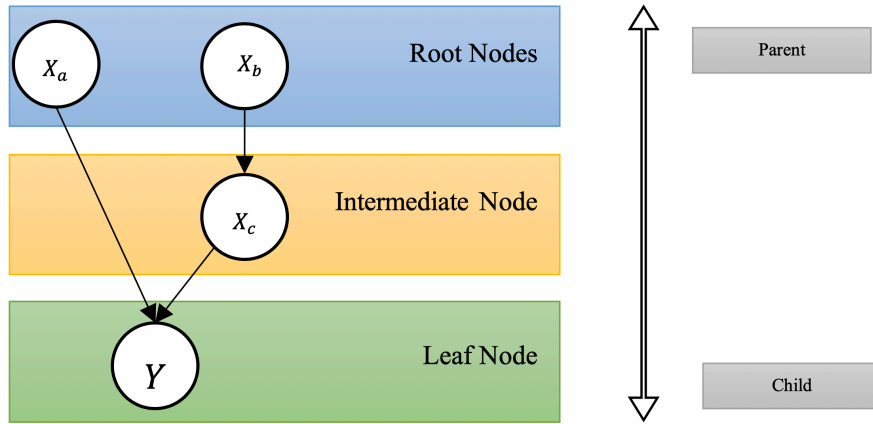 X_a
X_b
Root Nodes
Parent
Intermediate Node
X_c
Leaf Node
Y
Child